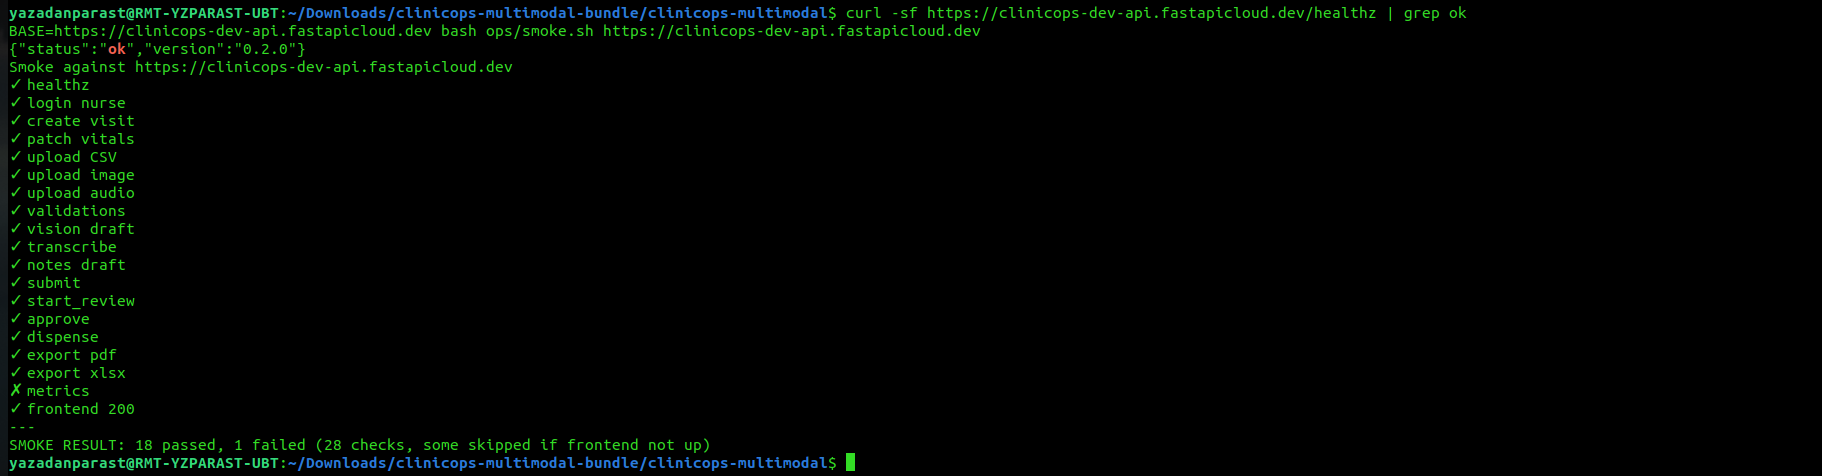 yazadanparast@RMT-YZPARAST-UBT:~/Downloads/clinicops-multimodal-bundle/clinicops-multimodal$ curl -sf https://clinicops-dev-api.fastapicloud.dev/healthz | grep ok
BASE=https://clinicops-dev-api.fastapicloud.dev bash ops/smoke.sh https://clinicops-dev-api.fastapicloud.dev
{"status":"ok","version":"0.2.0"}
Smoke against https://clinicops-dev-api.fastapicloud.dev
✓ healthz
✓ login nurse
✓ create visit
✓ patch vitals
✓ upload CSV
✓ upload image
✓ upload audio
✓ validations
✓ vision draft
✓ transcribe
✓ notes draft
✓ submit
✓ start_review
✓ approve
✓ dispense
✓ export pdf
✓ export xlsx
✗ metrics
✓ frontend 200
---
SMOKE RESULT: 18 passed, 1 failed (28 checks, some skipped if frontend not up)
yazadanparast@RMT-YZPARAST-UBT:~/Downloads/clinicops-multimodal-bundle/clinicops-multimodal$